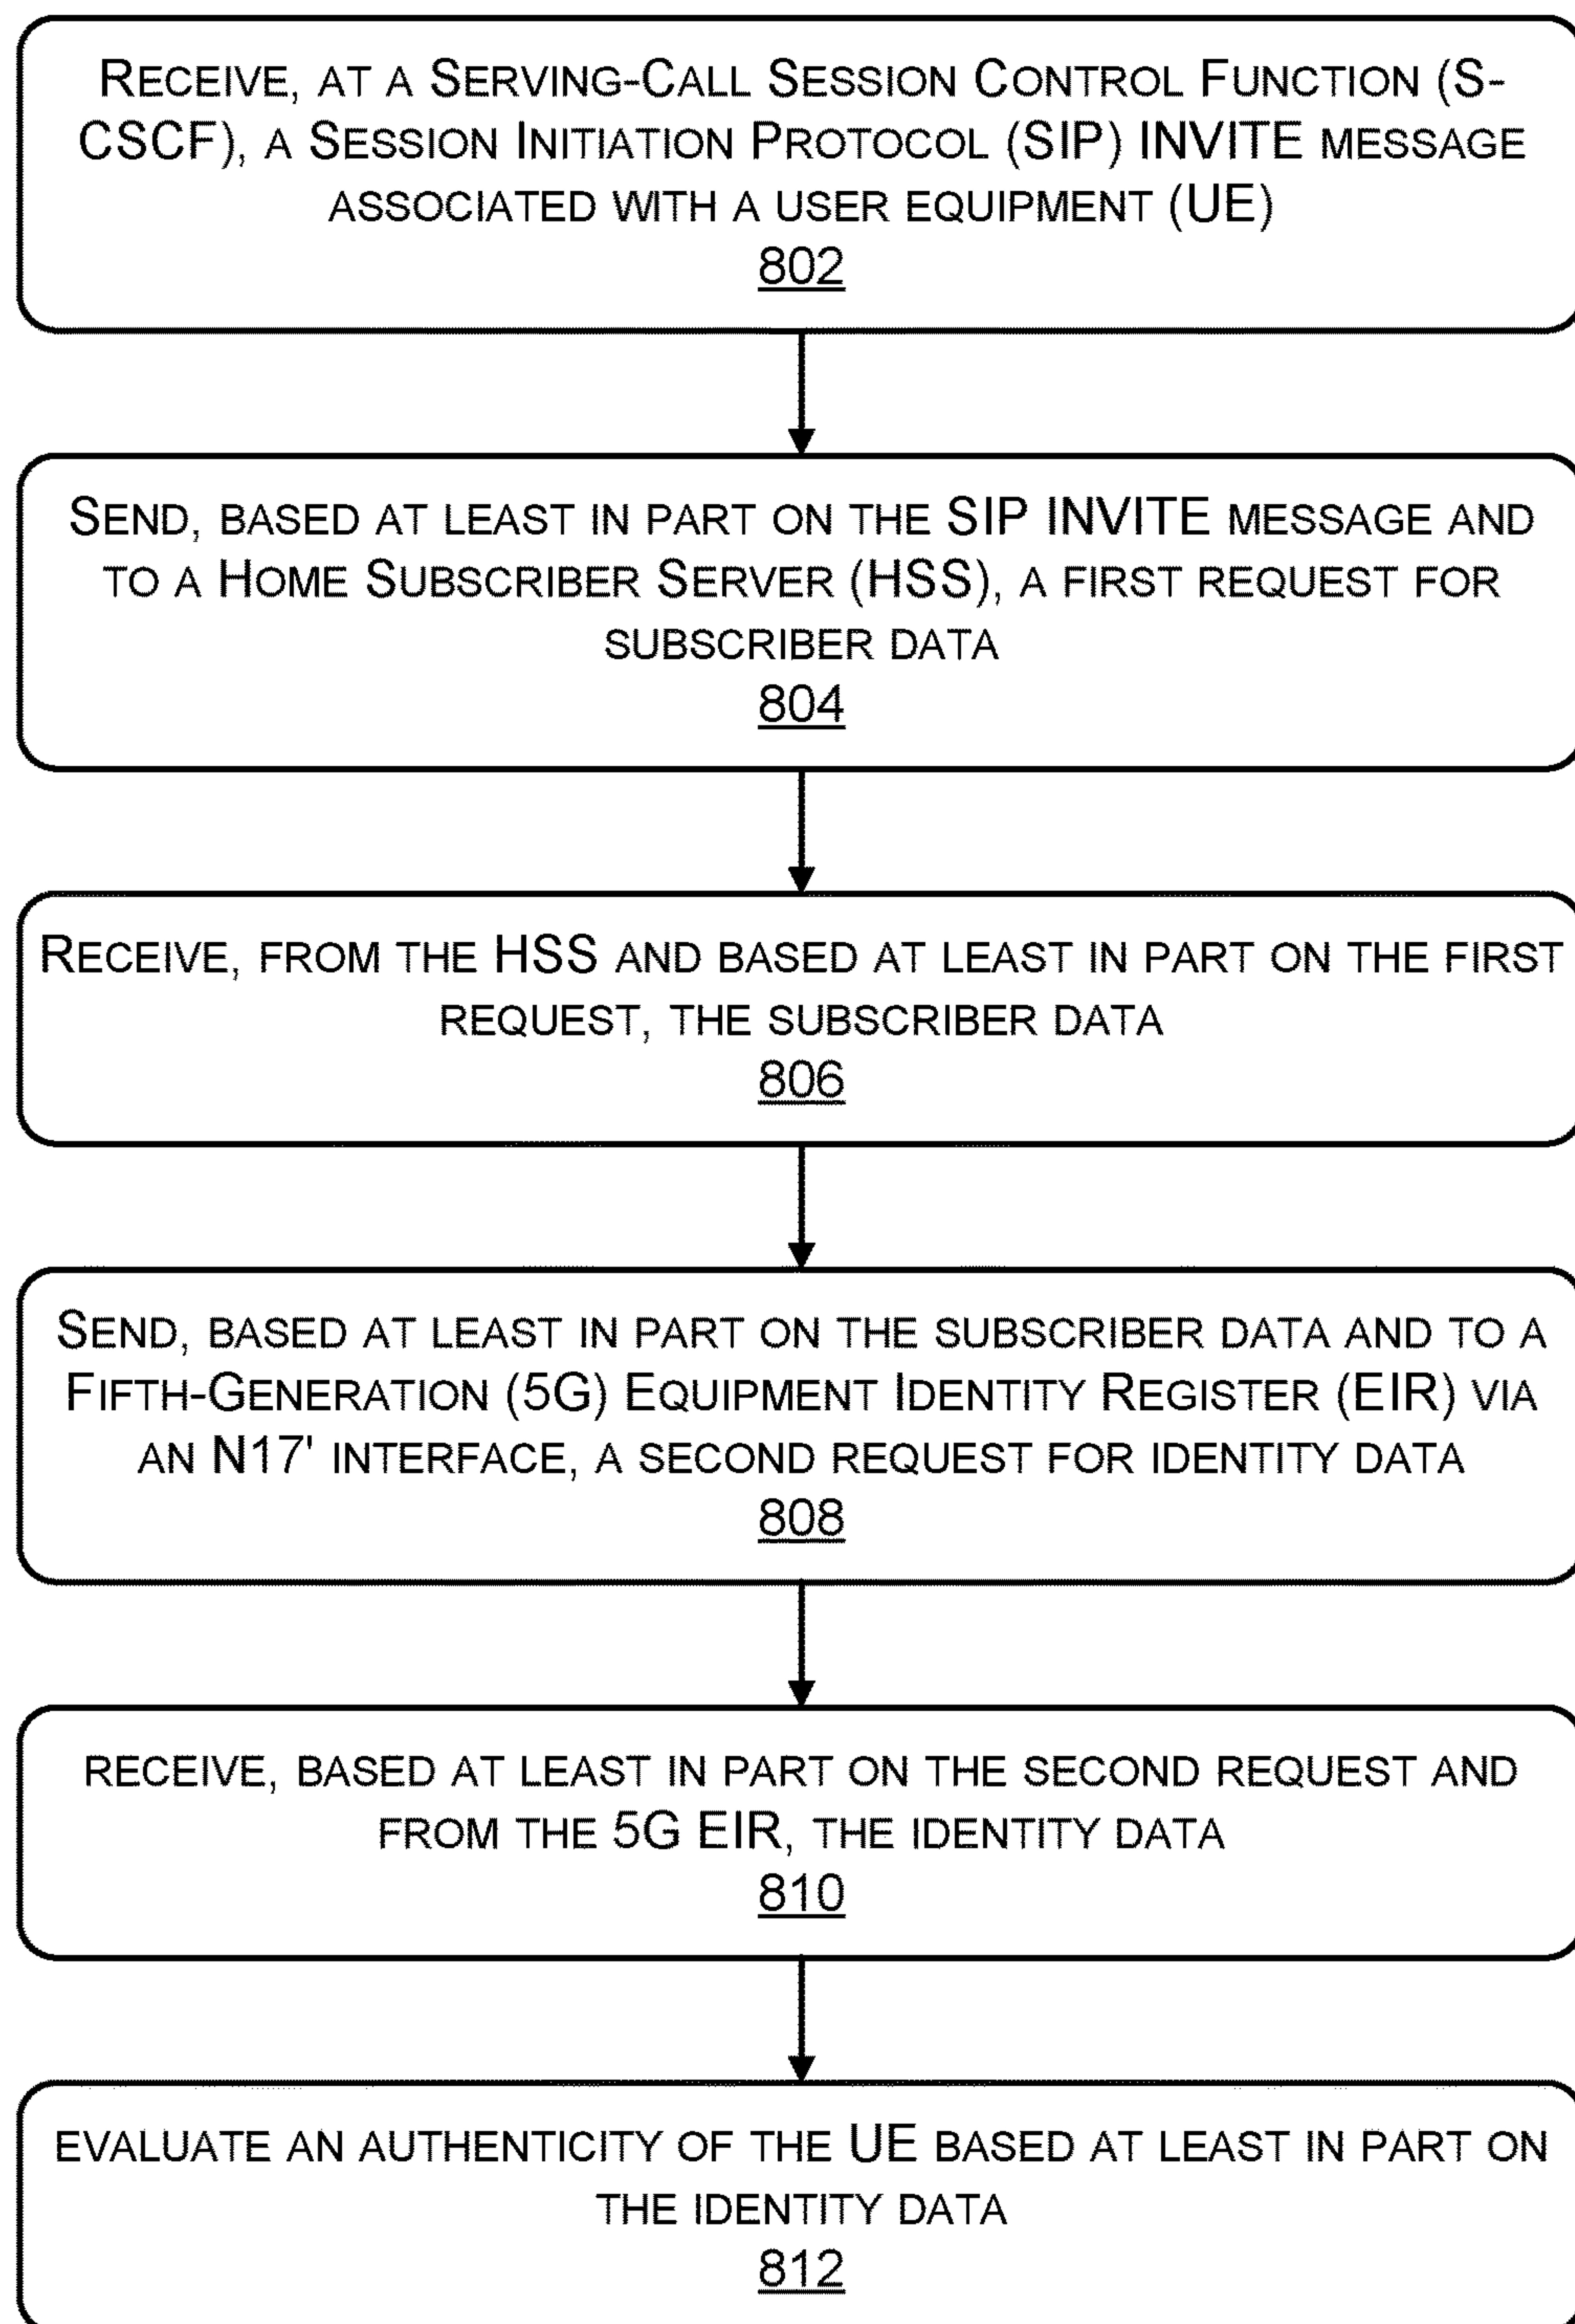 RECEIVE, AT A SERVING-CALL SESSION CONTROL FUNCTION (S-
CSCF), A SESSION INITIATION PROTOCOL (SIP) INVITE MESSAGE
ASSOCIATED WITH A USER EQUIPMENT (UE)
802
SEND, BASED AT LEAST IN PART ON THE SIP INVITE MESSAGE AND
TO A HOME SUBSCRIBER SERVER (HSS), A FIRST REQUEST FOR
SUBSCRIBER DATA
804
RECEIVE, FROM THE HSS AND BASED AT LEAST IN PART ON THE FIRST
REQUEST, THE SUBSCRIBER DATA
806
SEND, BASED AT LEAST IN PART ON THE SUBSCRIBER DATA AND TO A
FIFTH-GENERATION (5G) EQUIPMENT IDENTITY REGISTER (EIR) VIA
AN N17' INTERFACE, A SECOND REQUEST FOR IDENTITY DATA
808
RECEIVE, BASED AT LEAST IN PART ON THE SECOND REQUEST AND
FROM THE 5G EIR, THE IDENTITY DATA
810
EVALUATE AN AUTHENTICITY OF THE UE BASED AT LEAST IN PART ON
THE IDENTITY DATA
812